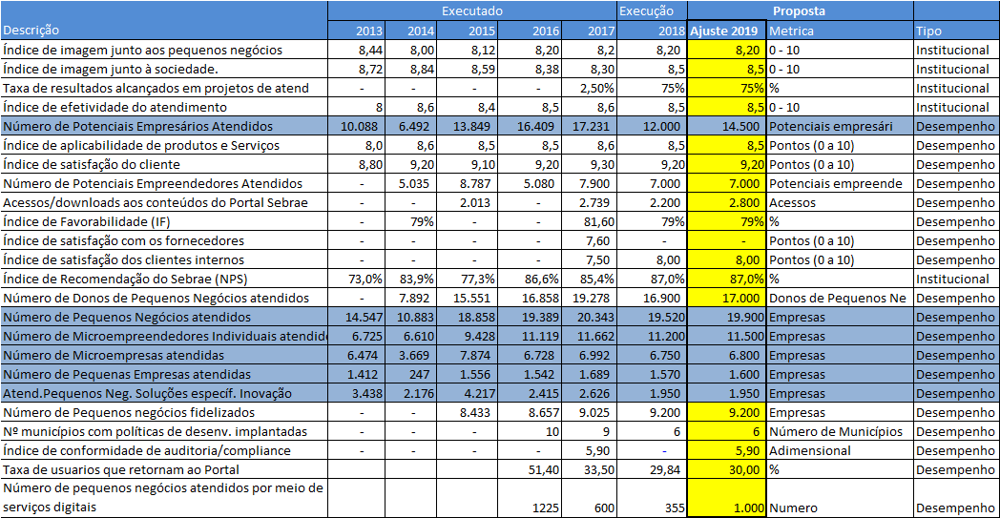 Executado Execução Proposta
Descrição 2013 2014 2015 2016 2017 2018 Ajuste 2019 Metrica Tipo
Índice de imagem junto aos pequenos negócios 8,44 8,00 8,12 8,20 8,2 8,20 8,20 0 - 10 Institucional
Índice de imagem junto à sociedade. 8,72 8,84 8,59 8,38 8,30 8,5 8,5 0 - 10 Institucional
Taxa de resultados alcançados em projetos de atend - - - - 2,50% 75% 75% % Institucional
Índice de efetividade do atendimento 8 8,6 8,4 8,5 8,6 8,5 8,5 0 - 10 Institucional
Número de Potenciais Empresários Atendidos 10.088 6.492 13.849 16.409 17.231 12.000 14.500 Potenciais empresári Desempenho
Índice de aplicabilidade de produtos e Serviços 8,0 8,6 8,5 8,5 8,6 8,5 8,5 Pontos (0 a 10) Desempenho
Índice de satisfação do cliente 8,80 9,20 9,10 9,20 9,30 9,20 9,20 Pontos (0 a 10) Desempenho
Número de Potenciais Empreendedores Atendidos - 5.035 8.787 5.080 7.900 7.000 7.000 Potenciais empreende Desempenho
Acessos/downloads aos conteúdos do Portal Sebrae - - 2.013 - 2.739 2.200 2.800 Acessos Desempenho
Índice de Favorabilidade (IF) - 79% - - 81,60 79% 79% % Desempenho
Índice de satisfação com os fornecedores - - - - 7,60 - - Pontos (0 a 10) Desempenho
Índice de satisfação dos clientes internos - - - - 7,50 8,00 8,00 Pontos (0 a 10) Desempenho
Índice de Recomendação do Sebrae (NPS) 73,0% 83,9% 77,3% 86,6% 85,4% 87,0% 87,0% % Institucional
Número de Donos de Pequenos Negócios atendidos - 7.892 15.551 16.858 19.278 16.900 17.000 Donos de Pequenos Ne Desempenho
Número de Pequenos Negócios atendidos 14.547 10.883 18.858 19.389 20.343 19.520 19.900 Empresas Desempenho
Número de Microempreendedores Individuais atendido 6.725 6.610 9.428 11.119 11.662 11.200 11.500 Empresas Desempenho
Número de Microempresas atendidas 6.474 3.669 7.874 6.728 6.992 6.750 6.800 Empresas Desempenho
Número de Pequenas Empresas atendidas 1.412 247 1.556 1.542 1.689 1.570 1.600 Empresas Desempenho
Atend.Pequenos Neg. Soluções específ. Inovação 3.438 2.176 4.217 2.415 2.626 1.950 1.950 Empresas Desempenho
Número de Pequenos negócios fidelizados - - 8.433 8.657 9.025 9.200 9.200 Empresas Desempenho
Nº municípios com políticas de desenv. implantadas - - - 10 9 6 6 Número de Municípios Desempenho
Índice de conformidade de auditoria/compliance - - - - 5,90 - 5,90 Adimensional Desempenho
Taxa de usuarios que retornam ao Portal 51,40 33,50 29,84 30,00 % Desempenho
Número de pequenos negócios atendidos por meio de
serviços digitais 1225 600 355 1.000 Numero Desempenho